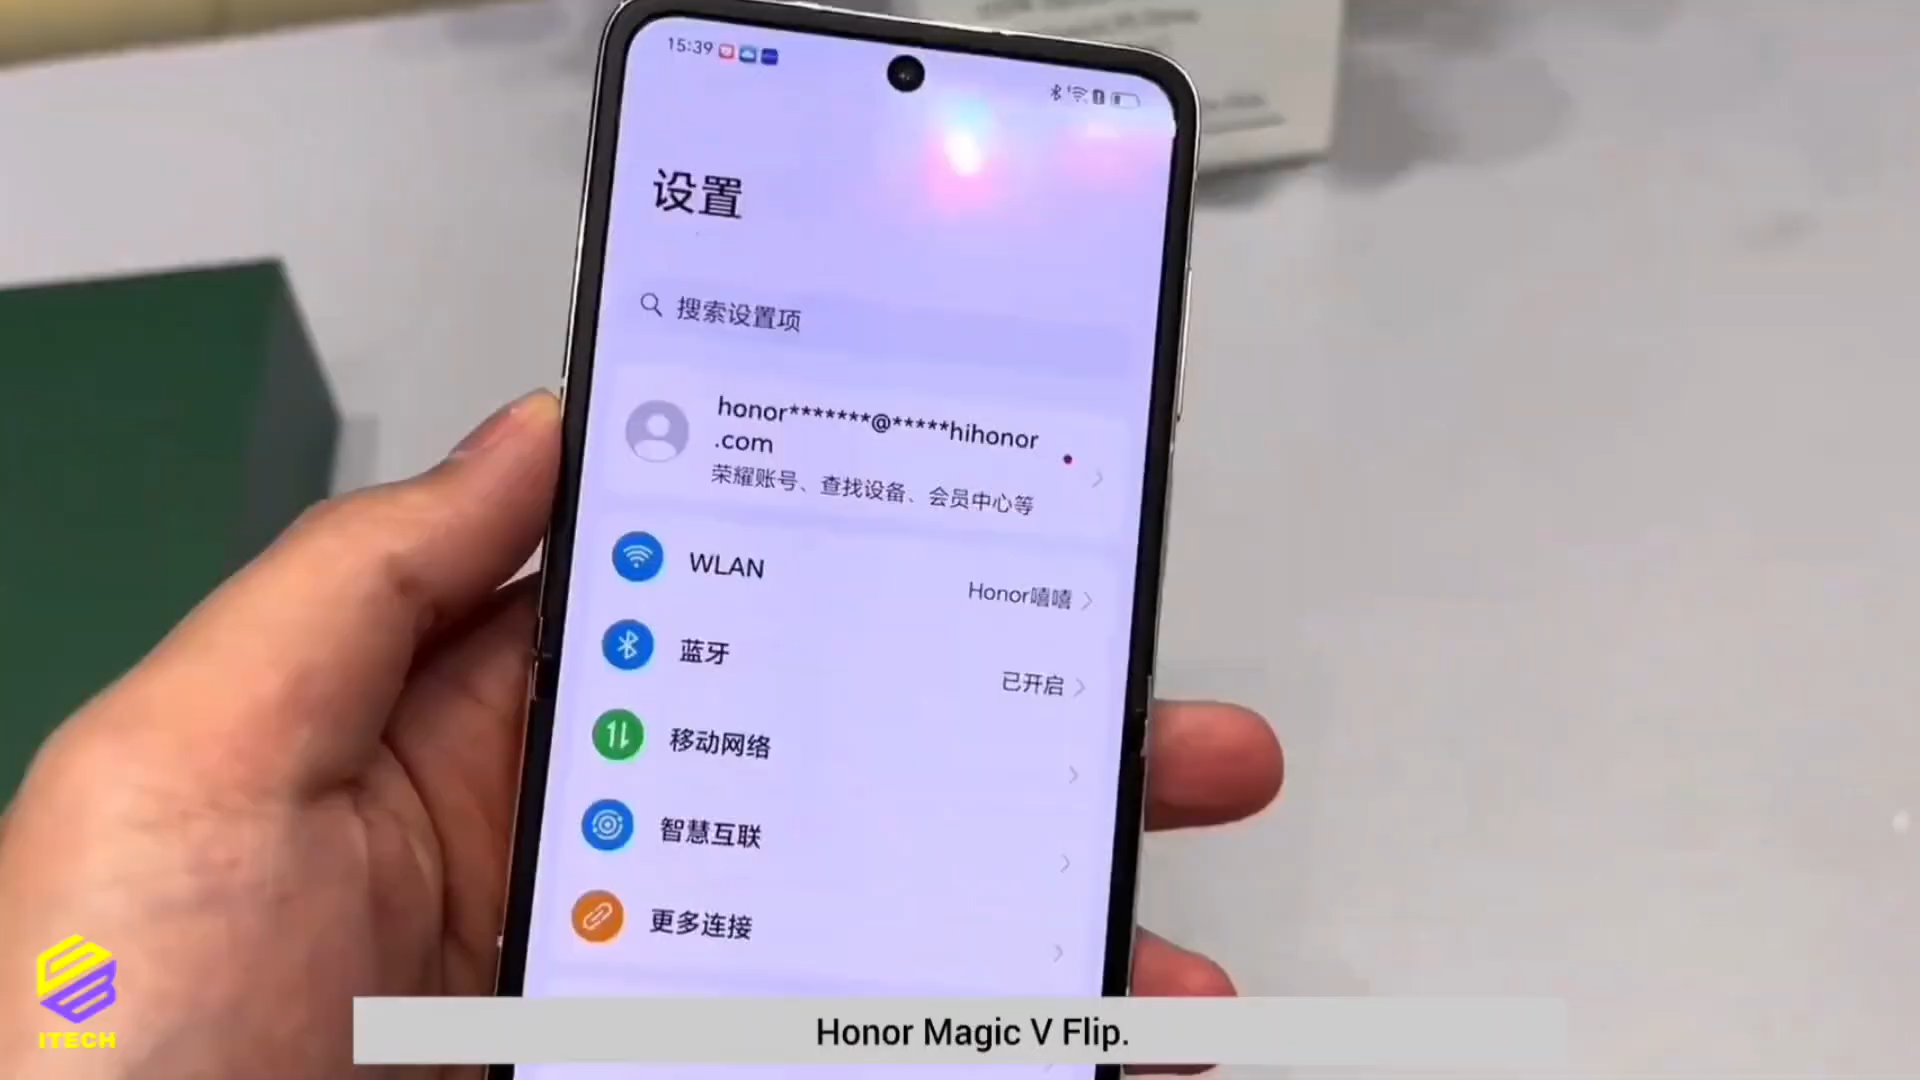 15:39
设置
搜索设置项
honor*******@*****hihonor
.com
荣耀账号、查找设备、会员中心等
WLAN
Honor嘻嘻
蓝牙
已开启
移动网络
智慧互联
更多连接
ITECH
Honor Magic V Flip.